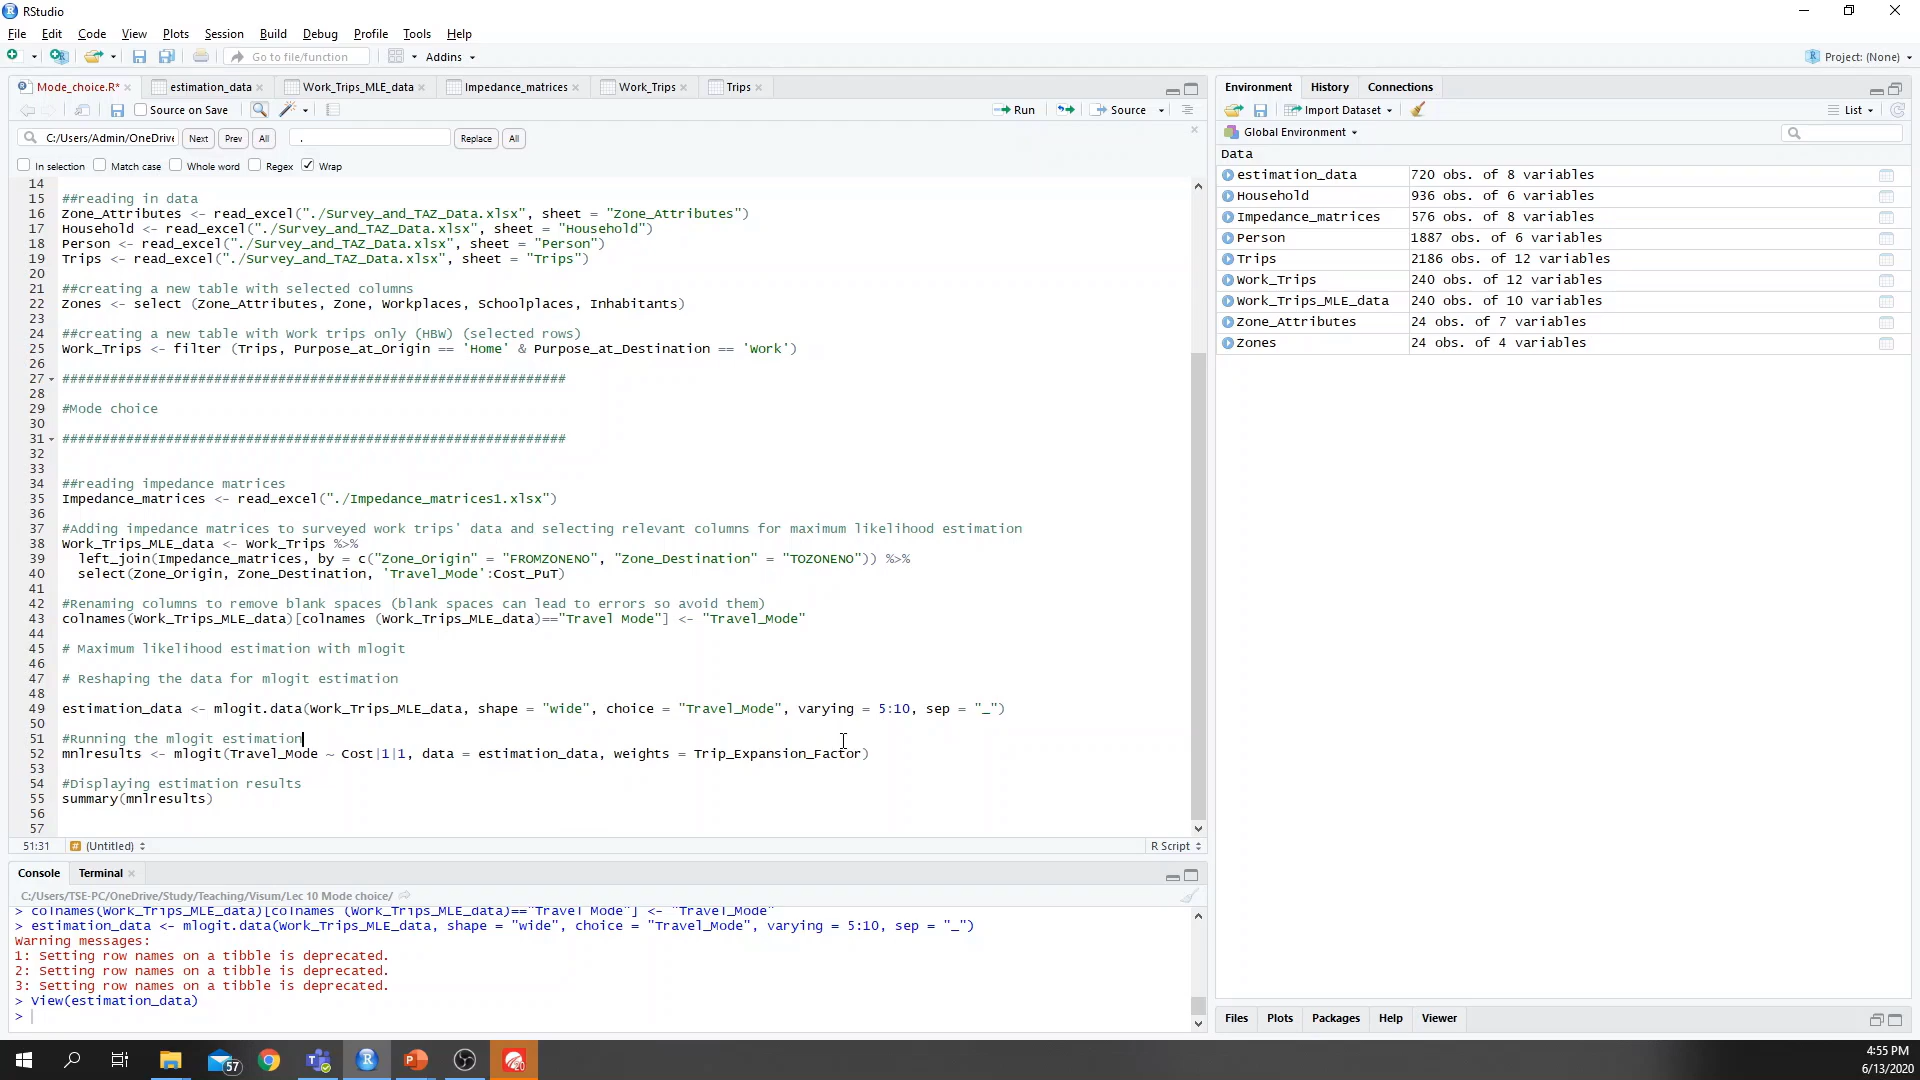 RStudio
File Edit Code View Plots Session Build Debug Profile Tools Help
Go to file/function Addins Project: (None)
Mode_choice.R* estimation_data Work_Trips_MLE_data Impedance_matrices Work_Trips Trips
Source on Save Run Source
C:/Users/Admin/OneDrive Next Prev All . Replace All
In selection Match case Whole word Regex Wrap
14
15 ##reading in data
16 Zone_Attributes <- read_excel("./Survey_and_TAZ_Data.xlsx", sheet = "Zone_Attributes")
17 Household <- read_excel("./Survey_and_TAZ_Data.xlsx", sheet = "Household")
18 Person <- read_excel("./Survey_and_TAZ_Data.xlsx", sheet = "Person")
19 Trips <- read_excel("./Survey_and_TAZ_Data.xlsx", sheet = "Trips")
20
21 ##creating a new table with selected columns
22 Zones <- select (Zone_Attributes, Zone, Workplaces, Schoolplaces, Inhabitants)
23
24 ##creating a new table with Work trips only (HBW) (selected rows)
25 Work_Trips <- filter (Trips, Purpose_at_Origin == 'Home' & Purpose_at_Destination == 'Work')
26
27 ###############################################################
28
29 #Mode choice
30
31 ###############################################################
32
33
34 ##reading impedance matrices
35 Impedance_matrices <- read_excel("./Impedance_matrices1.xlsx")
36
37 #Adding impedance matrices to surveyed work trips' data and selecting relevant columns for maximum likelihood estimation
38 Work_Trips_MLE_data <- Work_Trips %>%
39 left_join(Impedance_matrices, by = c("Zone_Origin" = "FROMZONENO", "Zone_Destination" = "TOZONENO")) %>%
40 select(Zone_Origin, Zone_Destination, 'Travel_Mode':Cost_PuT)
41
42 #Renaming columns to remove blank spaces (blank spaces can lead to errors so avoid them)
43 colnames(Work_Trips_MLE_data)[colnames (Work_Trips_MLE_data)=="Travel Mode"] <- "Travel_Mode"
44
45 # Maximum likelihood estimation with mlogit
46
47 # Reshaping the data for mlogit estimation
48
49 estimation_data <- mlogit.data(Work_Trips_MLE_data, shape = "wide", choice = "Travel_Mode", varying = 5:10, sep = "_")
50
51 #Running the mlogit estimation
52 mnlresults <- mlogit(Travel_Mode ~ Cost|1|1, data = estimation_data, weights = Trip_Expansion_Factor)
53
54 #Displaying estimation results
55 summary(mnlresults)
56
57
51:31 # (Untitled) R Script
Console Terminal
C:/Users/TSE-PC/OneDrive/Study/Teaching/Visum/Lec 10 Mode choice/
> colnames(Work_Trips_MLE_data)[colnames (Work_Trips_MLE_data)=="Travel Mode"] <- "Travel_Mode"
> estimation_data <- mlogit.data(Work_Trips_MLE_data, shape = "wide", choice = "Travel_Mode", varying = 5:10, sep = "_")
Warning messages:
1: Setting row names on a tibble is deprecated.
2: Setting row names on a tibble is deprecated.
3: Setting row names on a tibble is deprecated.
> View(estimation_data)
>
Environment History Connections
Import Dataset List
Global Environment
Data
estimation_data 720 obs. of 8 variables
Household 936 obs. of 6 variables
Impedance_matrices 576 obs. of 8 variables
Person 1887 obs. of 6 variables
Trips 2186 obs. of 12 variables
Work_Trips 240 obs. of 12 variables
Work_Trips_MLE_data 240 obs. of 10 variables
Zone_Attributes 24 obs. of 7 variables
Zones 24 obs. of 4 variables
Files Plots Packages Help Viewer
57
20
4:55 PM
6/13/2020